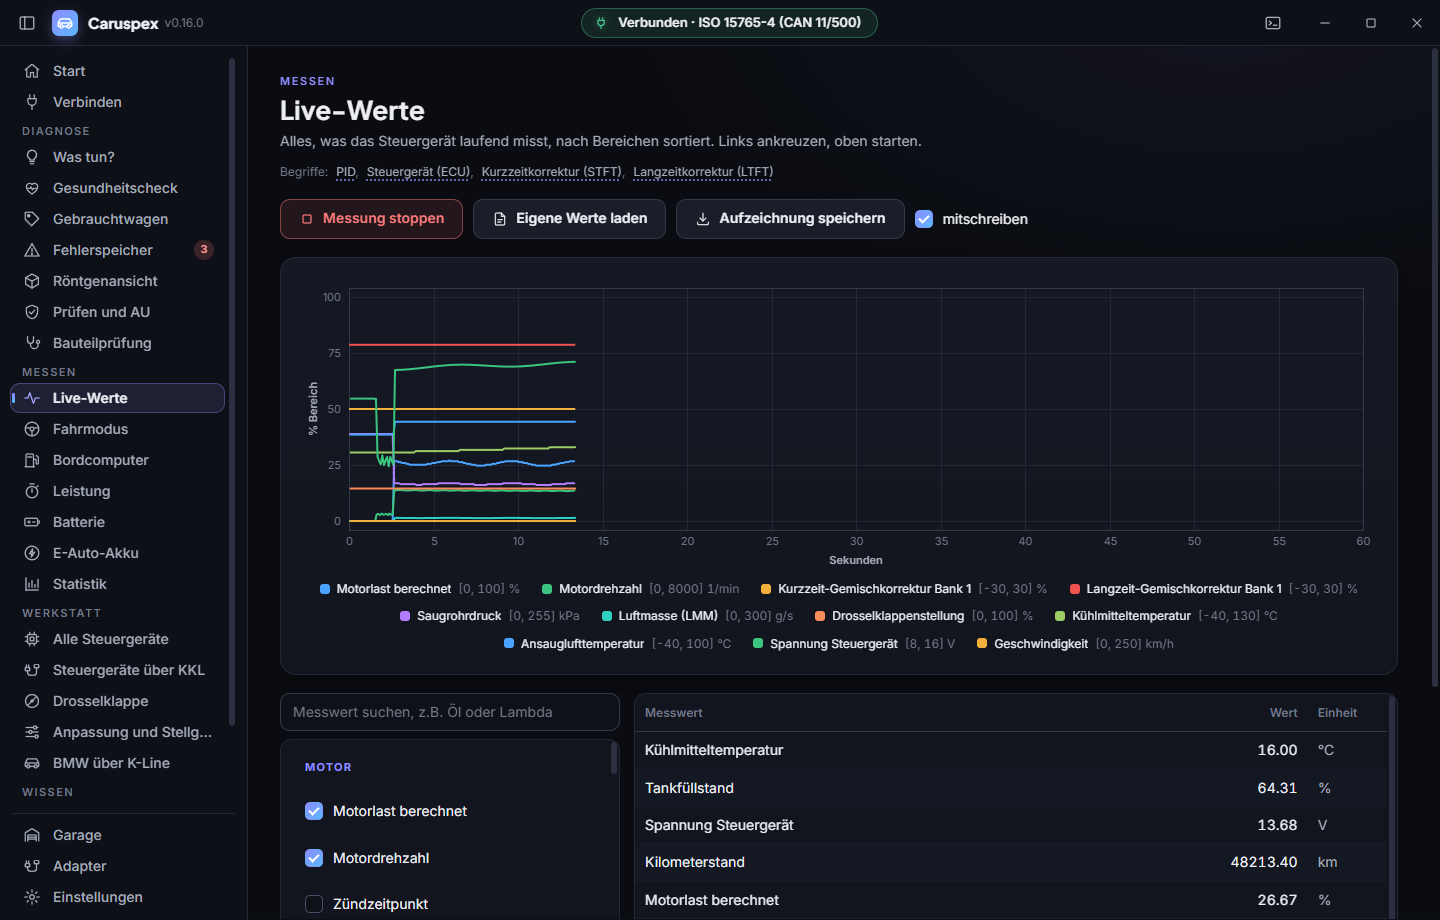 Caruspex v0.16.0
Verbunden · ISO 15765-4 (CAN 11/500)
Start
Verbinden
DIAGNOSE
Was tun?
Gesundheitscheck
Gebrauchtwagen
Fehlerspeicher 3
Röntgenansicht
Prüfen und AU
Bauteilprüfung
MESSEN
Live-Werte
Fahrmodus
Bordcomputer
Leistung
Batterie
E-Auto-Akku
Statistik
WERKSTATT
Alle Steuergeräte
Steuergeräte über KKL
Drosselklappe
Anpassung und Stellg...
BMW über K-Line
WISSEN
Garage
Adapter
Einstellungen
MESSEN
Live-Werte
Alles, was das Steuergerät laufend misst, nach Bereichen sortiert. Links ankreuzen, oben starten.
Begriffe: PID, Steuergerät (ECU), Kurzzeitkorrektur (STFT), Langzeitkorrektur (LTFT)
Messung stoppen Eigene Werte laden Aufzeichnung speichern mitschreiben
100
75
50
25
0
% Bereich
0 5 10 15 20 25 30 35 40 45 50 55 60
Sekunden
Motorlast berechnet [0, 100] % Motordrehzahl [0, 8000] 1/min Kurzzeit-Gemischkorrektur Bank 1 [-30, 30] % Langzeit-Gemischkorrektur Bank 1 [-30, 30] %
Saugrohrdruck [0, 255] kPa Luftmasse (LMM) [0, 300] g/s Drosselklappenstellung [0, 100] % Kühlmitteltemperatur [-40, 130] °C
Ansauglufttemperatur [-40, 100] °C Spannung Steuergerät [8, 16] V Geschwindigkeit [0, 250] km/h
Messwert suchen, z.B. Öl oder Lambda
MOTOR
Motorlast berechnet
Motordrehzahl
Zündzeitpunkt
Messwert Wert Einheit
Kühlmitteltemperatur 16.00 °C
Tankfüllstand 64.31 %
Spannung Steuergerät 13.68 V
Kilometerstand 48213.40 km
Motorlast berechnet 26.67 %